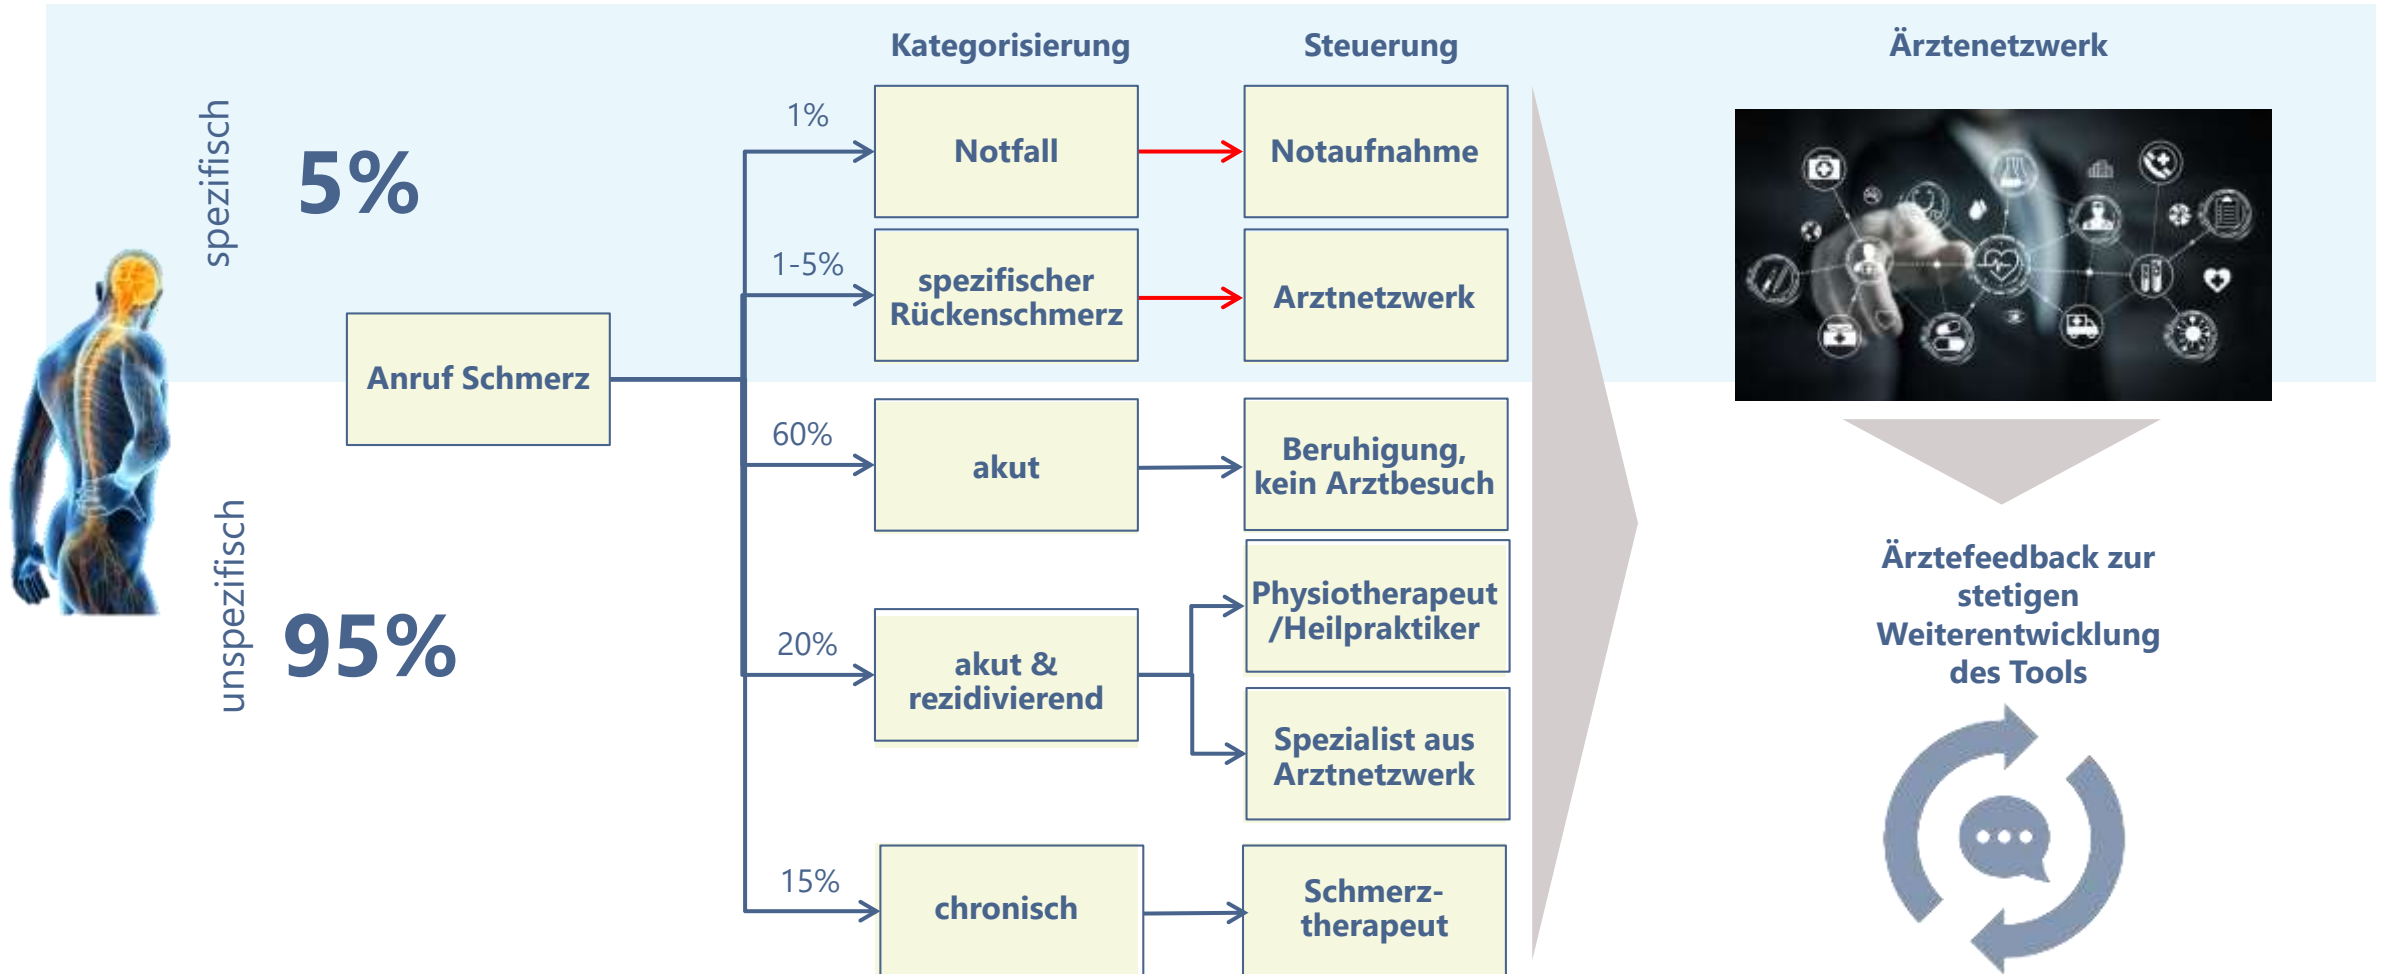 Kategorisierung
Steuerung
Ärztenetzwerk
spezifisch
5%
1%
Notfall
Notaufnahme
1-5%
spezifischer
Rückenschmerz
Arztnetzwerk
Anruf Schmerz
60%
akut
Beruhigung,
kein Arztbesuch
unspezifisch
95%
20%
akut &
rezidivierend
Physiotherapeut
/Heilpraktiker
Spezialist aus
Arztnetzwerk
15%
chronisch
Schmerz-
therapeut
Ärztefeedback zur
stetigen
Weiterentwicklung
des Tools